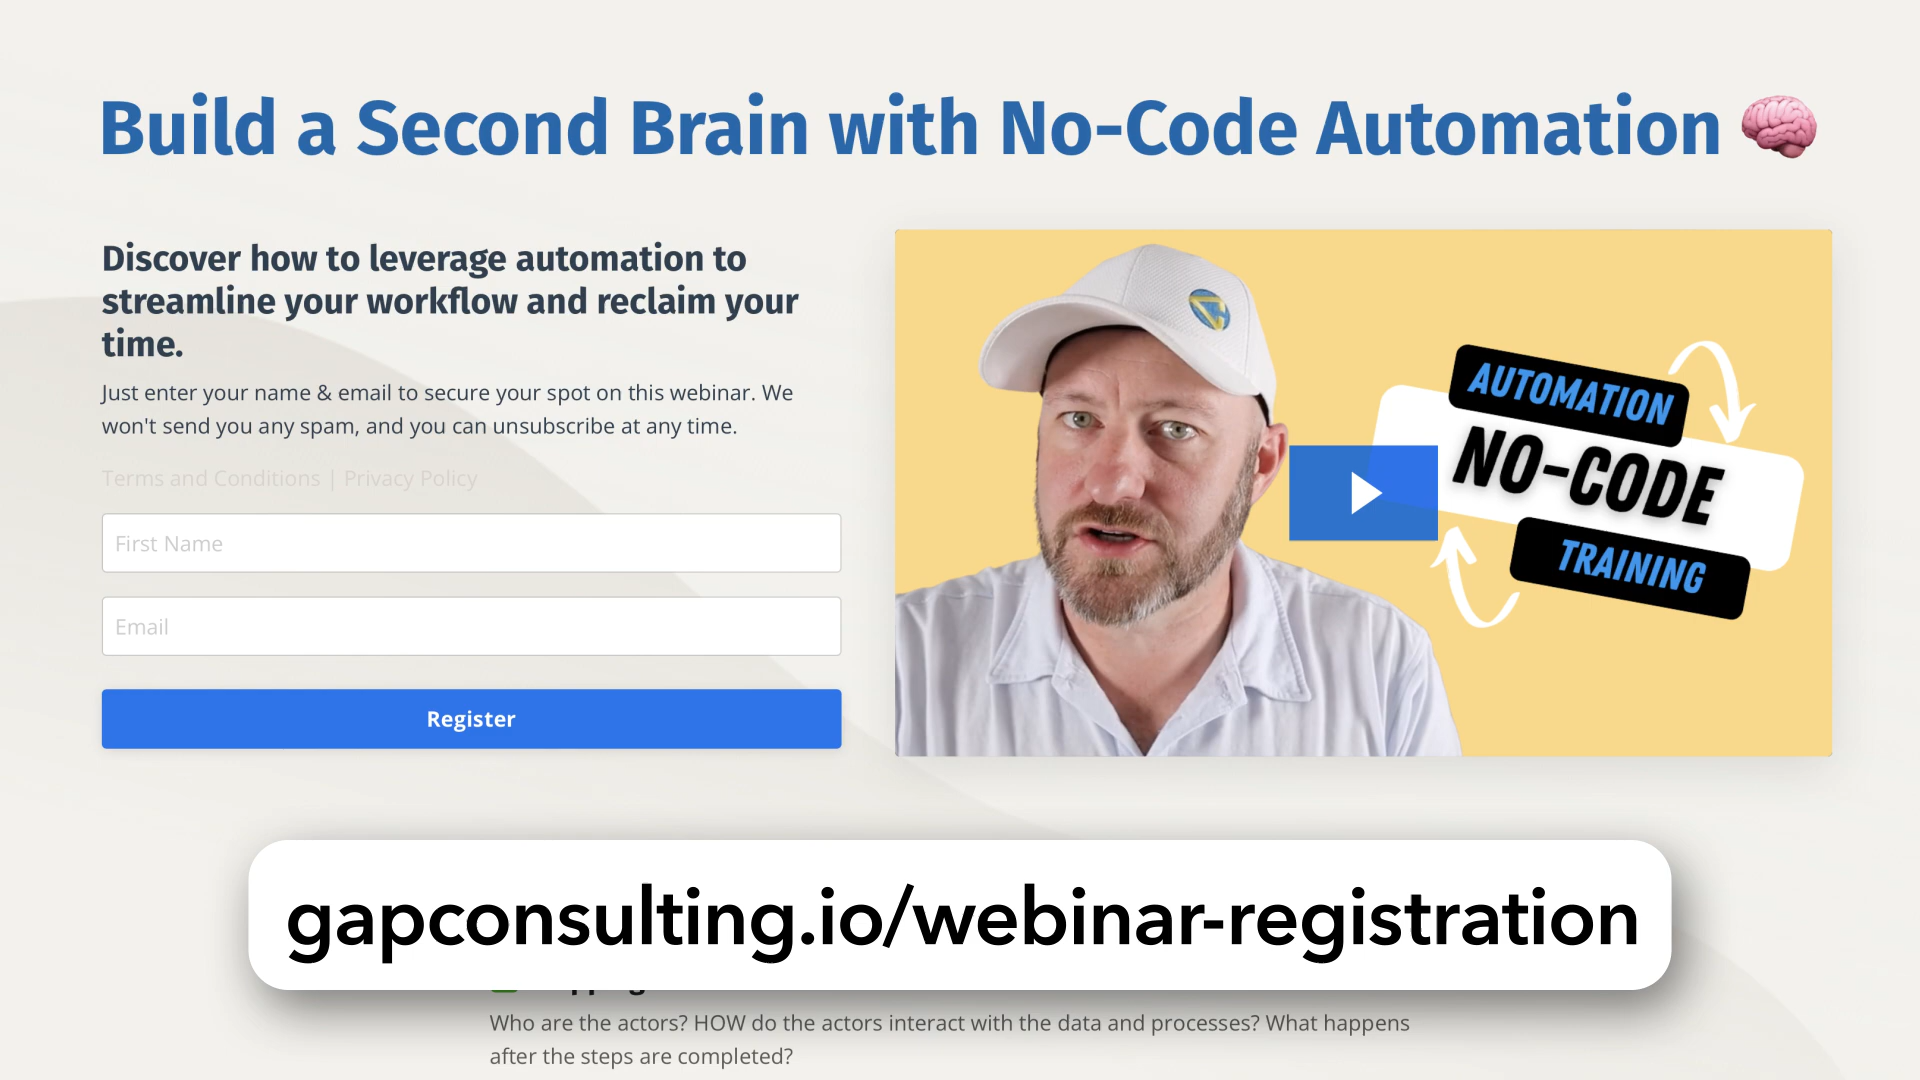 Build a Second Brain with No-Code Automation
Discover how to leverage automation to
streamline your workflow and reclaim your
time.
Just enter your name & email to secure your spot on this webinar. We
won't send you any spam, and you can unsubscribe at any time.
Terms and Conditions | Privacy Policy
First Name
Email
Register
AUTOMATION
NO-CODE
TRAINING
gapconsulting.io/webinar-registration
Who are the actors? HOW do the actors interact with the data and processes? What happens
after the steps are completed?